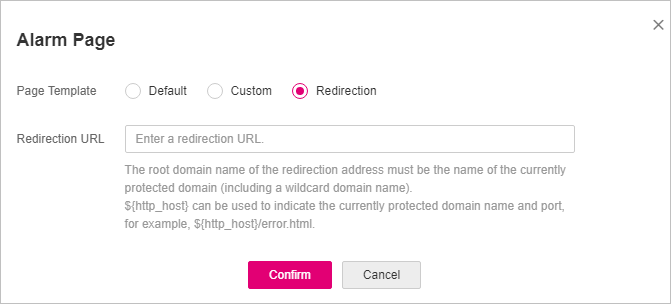 Alarm Page
Page Template Default Custom Redirection
Redirection URL Enter a redirection URL.
The root domain name of the redirection address must be the name of the currently
protected domain (including a wildcard domain name).
${http_host} can be used to indicate the currently protected domain name and port,
for example, ${http_host}/error.html.
Confirm Cancel